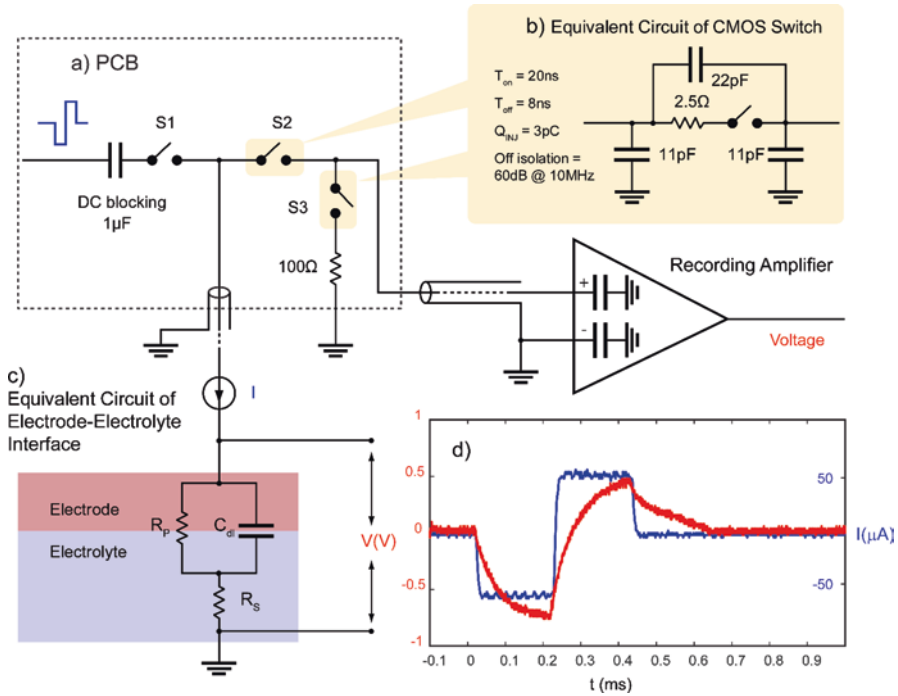 a) PCB
S1
S2
S3
DC blocking
1µF
100Ω
b) Equivalent Circuit of CMOS Switch
Ton = 20ns
Toff = 8ns
QINJ = 3pC
Off isolation =
60dB @ 10MHz
22pF
2.5Ω
11pF
11pF
Recording Amplifier
+
-
Voltage
c)
Equivalent Circuit of
Electrode-Electrolyte
Interface
I
Electrode
Electrolyte
RP
Cdl
RS
V(V)
d)
1
0.5
0
-0.5
-1
50
0
-50
I(µA)
-0.1 0 0.1 0.2 0.3 0.4 0.5 0.6 0.7 0.8 0.9
t (ms)